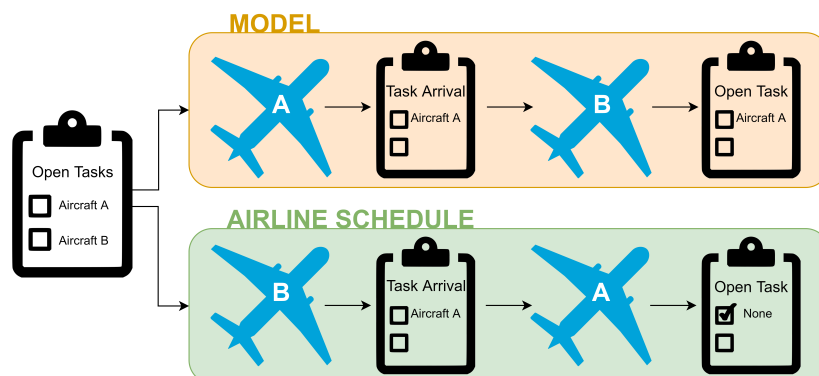 MODEL
A
Task Arrival
Aircraft A
B
Open Task
Aircraft A
Open Tasks
Aircraft A
Aircraft B
AIRLINE SCHEDULE
B
Task Arrival
Aircraft A
A
Open Task
None